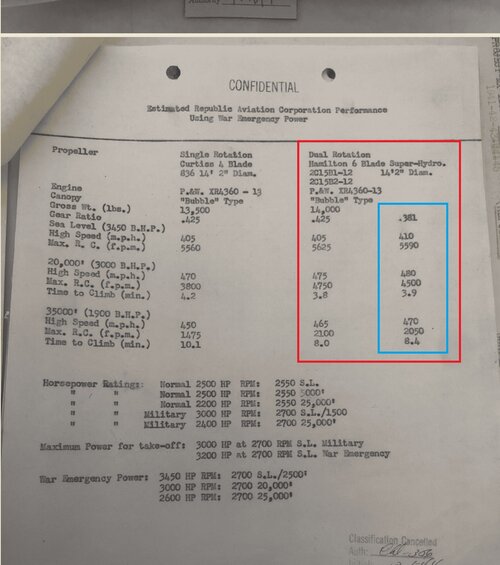 Authority
CONFIDENTIAL
Estimated Republic Aviation Corporation Performance
Using War Emergency Power
Propeller Single Rotation Dual Rotation
Curtiss 4 Blade Hamilton 6 Blade Super-Hydro.
836 14' 2" Diam. 2C15B1-12 14'2" Diam.
2C15B2-12
Engine P.&W. XR4360 - 13 P.&W. XR4360-13
Canopy "Bubble" Type "Bubble" Type
Gross Wt. (lbs.) 13,500 14,000
Gear Ratio .425 .425 .381
Sea Level (3450 B.H.P.)
High Speed (m.p.h.) 405 405 410
Max. R. C. (f.p.m.) 5560 5625 5590
20,000' (3000 B.H.P.)
High Speed (m.p.h.) 470 475 480
Max. R.C. (f.p.m.) 3800 4750 4500
Time to Climb (min.) 4.2 3.8 3.9
35000' (1900 B.H.P.)
High Speed (m.p.h.) 450 465 470
Max. R.C. (f.p.m.) 1475 2100 2050
Time to Climb (min.) 10.1 8.0 8.4
Horsepower Ratings: Normal 2500 HP RPM: 2550 S.L.
" " Normal 2500 HP RPM: 2550 5000'
" " Normal 2200 HP RPM: 2550 25,000'
" " Military 3000 HP RPM: 2700 S.L./1500
" " Military 2400 HP RPM: 2700 25,000'
Maximum Power for take-off: 3000 HP at 2700 RPM S.L. Military
3200 HP at 2700 RPM S.L. War Emergency
War Emergency Power: 3450 HP RPM: 2700 S.L./2500'
3000 HP RPM: 2700 20,000'
2600 HP RPM: 2700 25,000'
Classification Cancelled
Auth: